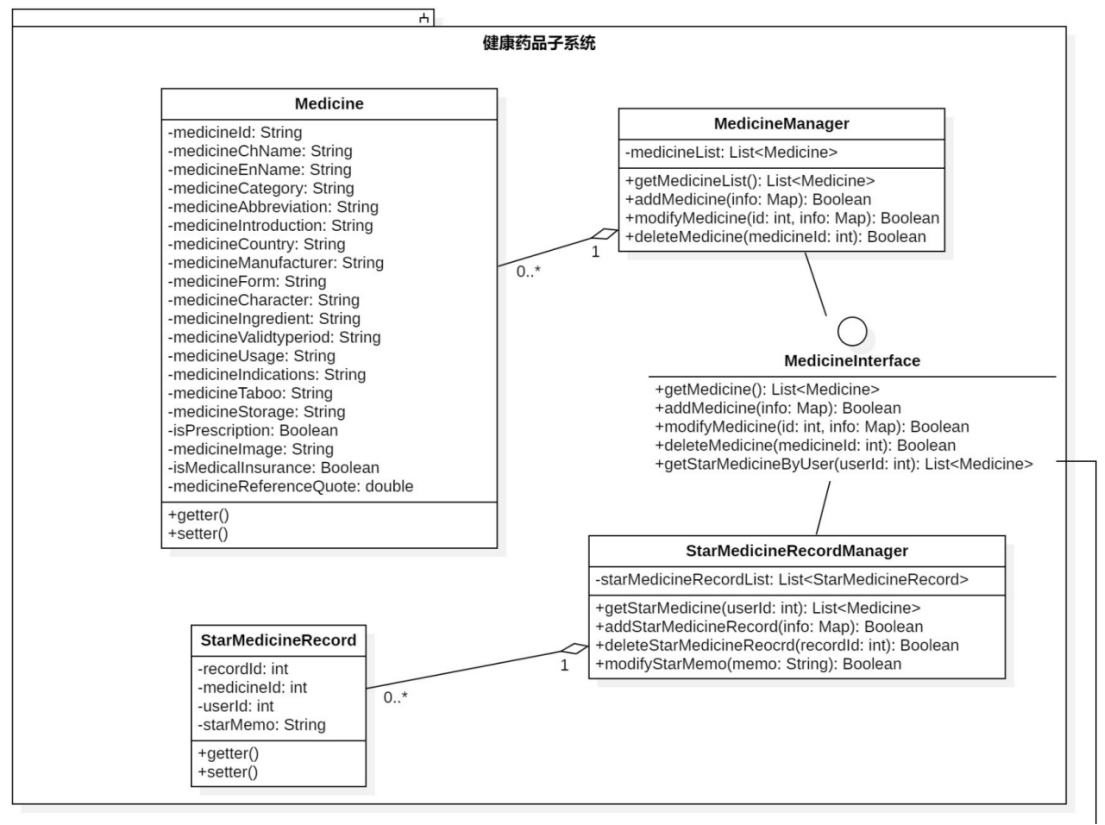 健康药品子系统
Medicine
-medicineId: String
-medicineChName: String
-medicineEnName: String
-medicineCategory: String
-medicineAbbreviation: String
-medicineIntroduction: String
-medicineCountry: String
-medicineManufacturer: String
-medicineForm: String
-medicineCharacter: String
-medicineIngredient: String
-medicineValidtyperiod: String
-medicineUsage: String
-medicineIndications: String
-medicineTaboo: String
-medicineStorage: String
-isPrescription: Boolean
-medicineImage: String
-isMedicalInsurance: Boolean
-medicineReferenceQuote: double
+getter()
+setter()
0..*
1
MedicineManager
-medicineList: List<Medicine>
+getMedicineList(): List<Medicine>
+addMedicine(info: Map): Boolean
+modifyMedicine(id: int, info: Map): Boolean
+deleteMedicine(medicineId: int): Boolean
MedicineInterface
+getMedicine(): List<Medicine>
+addMedicine(info: Map): Boolean
+modifyMedicine(id: int, info: Map): Boolean
+deleteMedicine(medicineId: int): Boolean
+getStarMedicineByUser(userId: int): List<Medicine>
StarMedicineRecordManager
-starMedicineRecordList: List<StarMedicineRecord>
+getStarMedicine(userId: int): List<Medicine>
+addStarMedicineRecord(info: Map): Boolean
+deleteStarMedicineReocrd(recordId: int): Boolean
+modifyStarMemo(memo: String): Boolean
1
0..*
StarMedicineRecord
-recordId: int
-medicineId: int
-userId: int
-starMemo: String
+getter()
+setter()